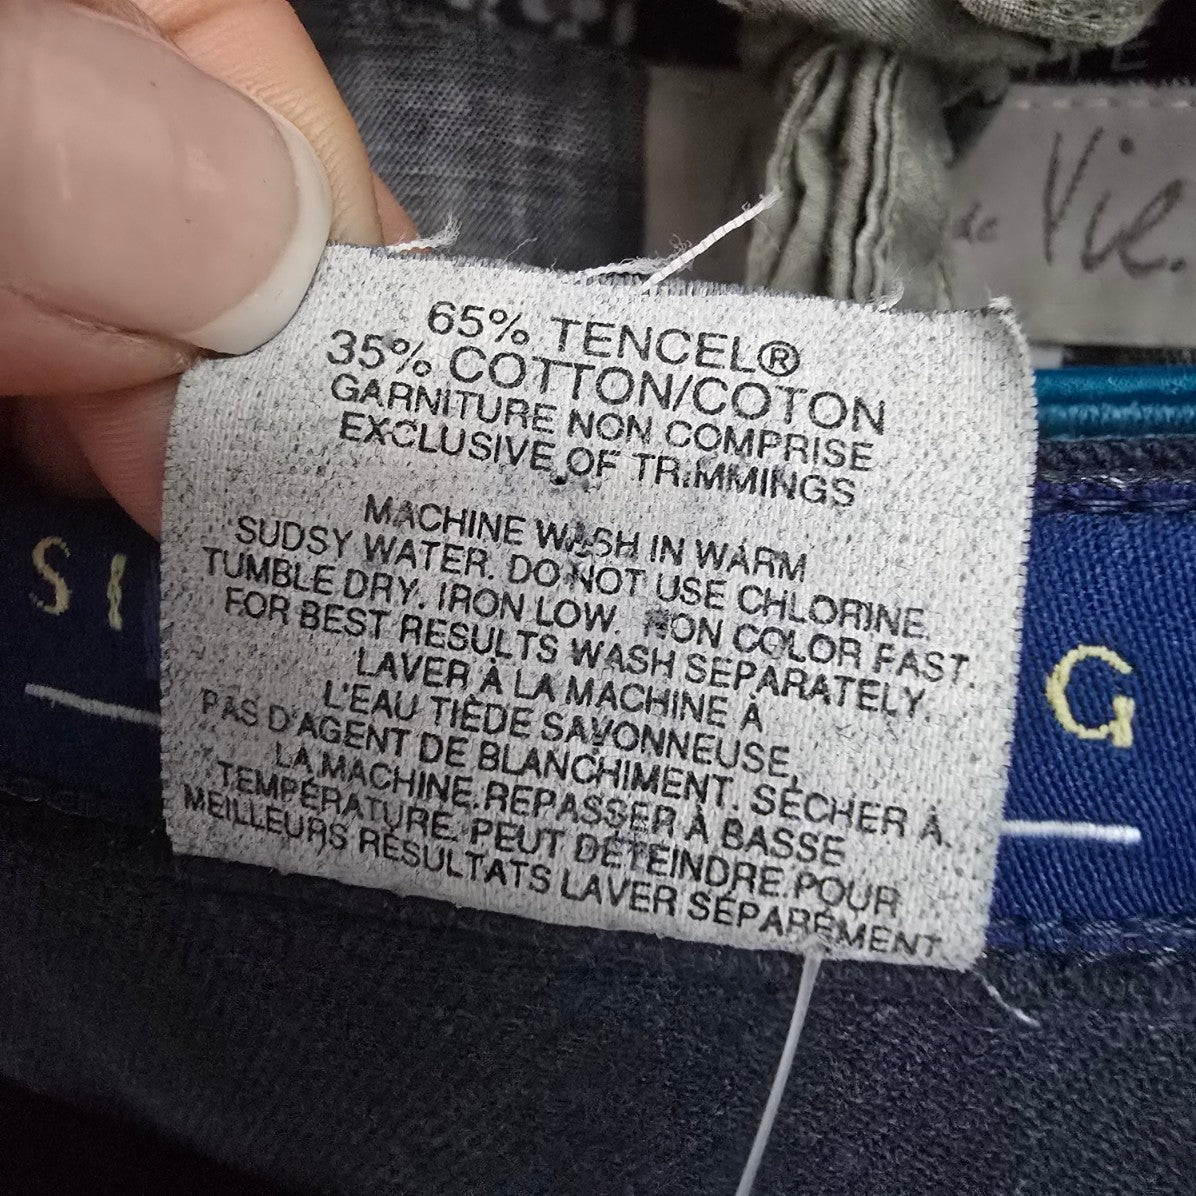 de Vie.
65% TENCEL®
35% COTTON/COTON
GARNITURE NON COMPRISE
EXCLUSIVE OF TRIMMINGS
MACHINE WASH IN WARM
SUDSY WATER. DO NOT USE CHLORINE.
TUMBLE DRY. IRON LOW. NON COLOR FAST.
FOR BEST RESULTS WASH SEPARATELY.
LAVER À LA MACHINE À
L'EAU TIÈDE SAVONNEUSE,
PAS D'AGENT DE BLANCHIMENT. SÉCHER À
LA MACHINE. REPASSER À BASSE
TEMPÉRATURE. PEUT DÉTEINDRE. POUR
MEILLEURS RÉSULTATS LAVER SÉPARÉMENT
SI
G